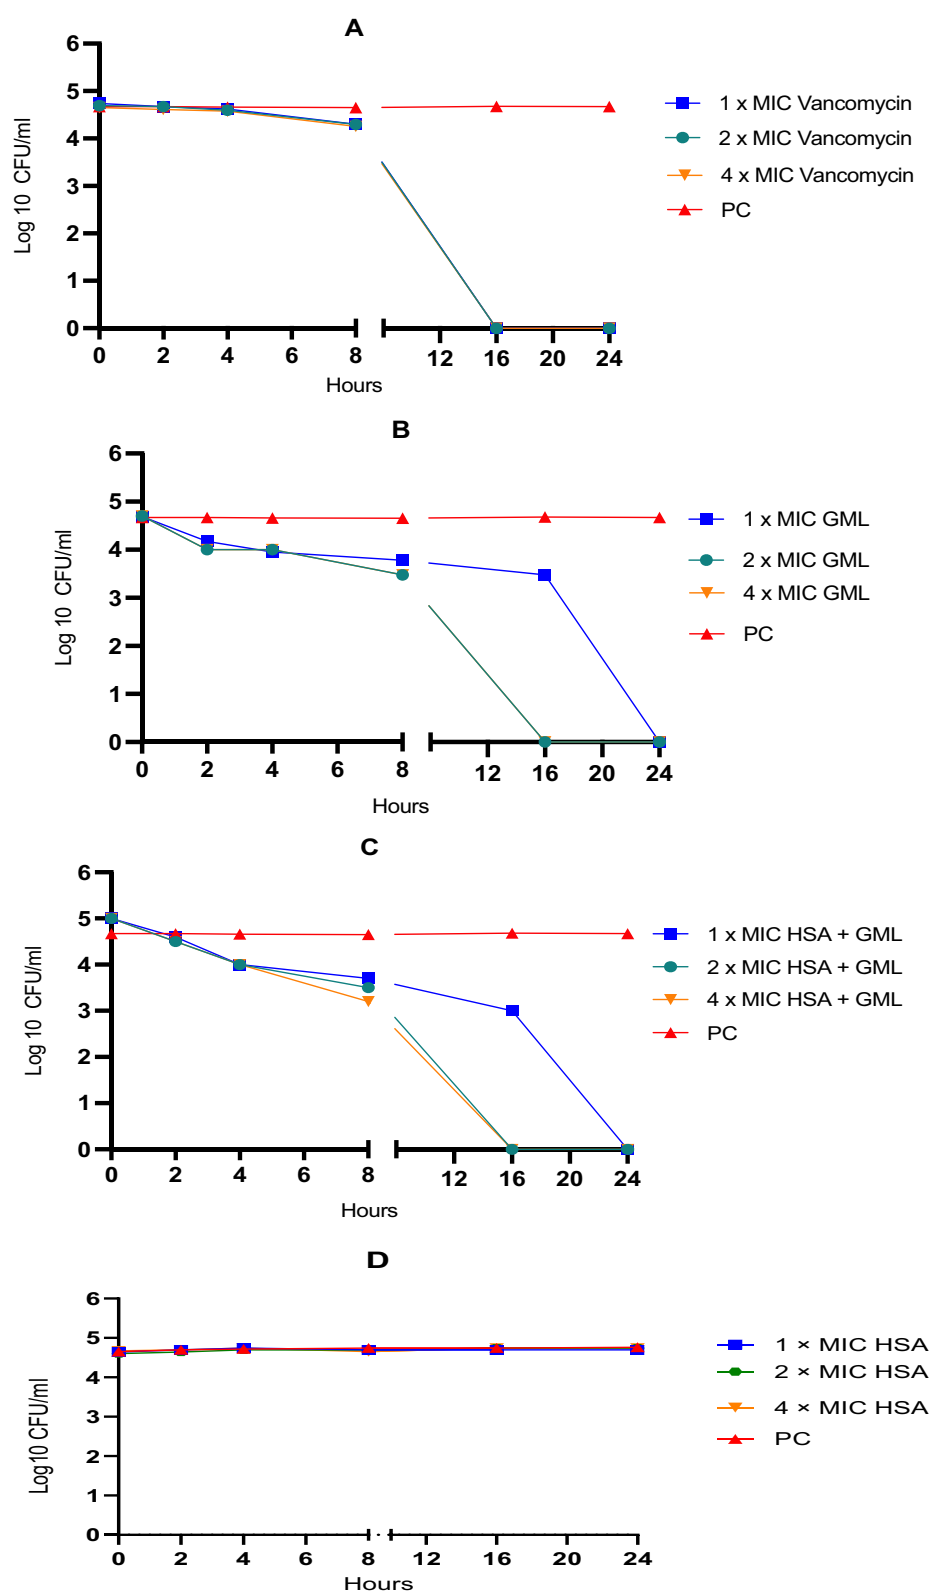 A
6
5
4
3
2
1
0
Log 10 CFU/ml
0 2 4 6 8 12 16 20 24
Hours
1 x MIC Vancomycin
2 x MIC Vancomycin
4 x MIC Vancomycin
PC
B
6
5
4
3
2
1
0
Log 10 CFU/ml
0 2 4 6 8 12 16 20 24
Hours
1 x MIC GML
2 x MIC GML
4 x MIC GML
PC
C
6
5
4
3
2
1
0
Log 10 CFU/ml
0 2 4 6 8 12 16 20 24
Hours
1 x MIC HSA + GML
2 x MIC HSA + GML
4 x MIC HSA + GML
PC
D
6
5
4
3
2
1
0
Log10 CFU/ml
0 2 4 6 8 12 16 20 24
Hours
1 × MIC HSA
2 × MIC HSA
4 × MIC HSA
PC